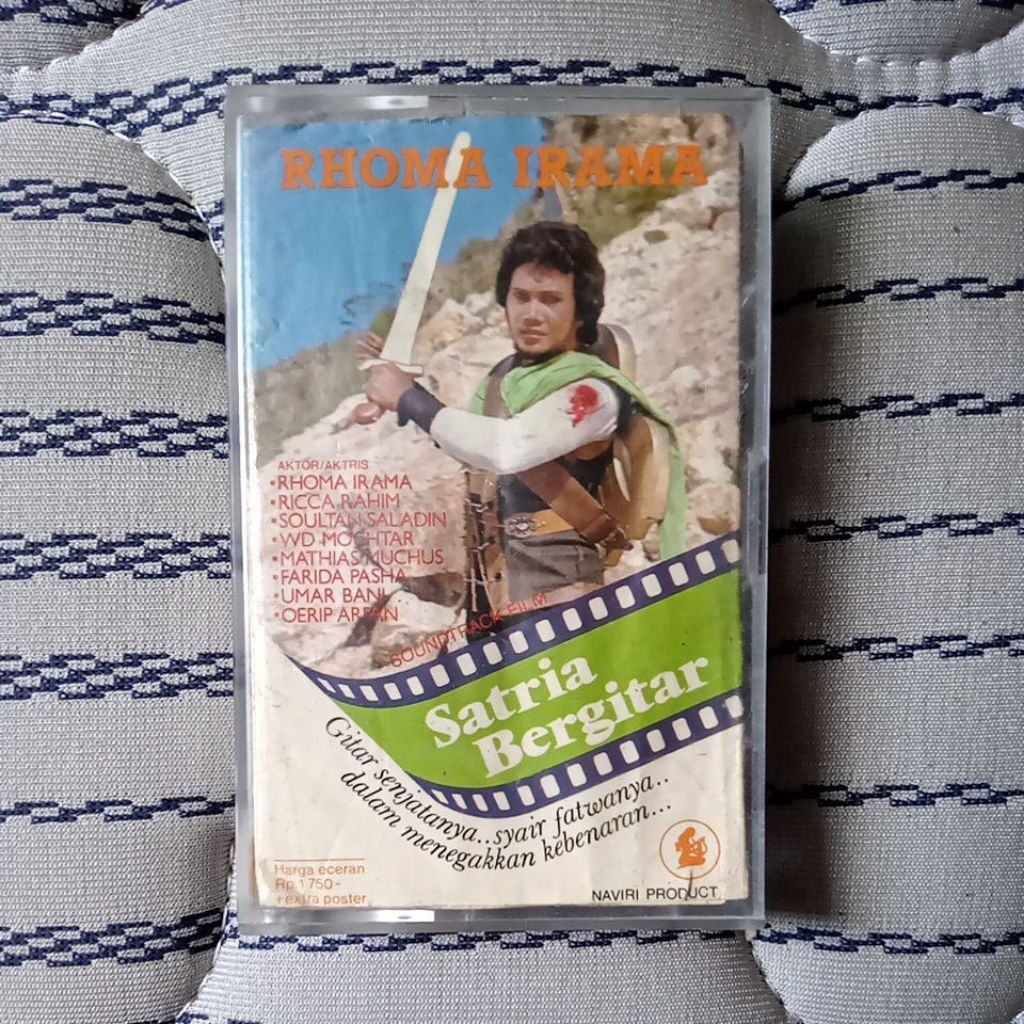 RHOMA IRAMA
AKTOR/AKTRIS
•RHOMA IRAMA
•RICCA RAHIM
•SOULTAN SALADIN
•WD MOCHTAR
•MATHIAS MUCHUS
•FARIDA PASHA
•UMAR BANI..
•OERIP ARPAN
SOUNDTRACK FILM
Satria
Bergitar
Gitar senjatanya..syair fatwanya..
dalam menegakkan kebenaran...
Harga eceran
Rp.1750-
+extra poster
NAVIRI PRODUCT